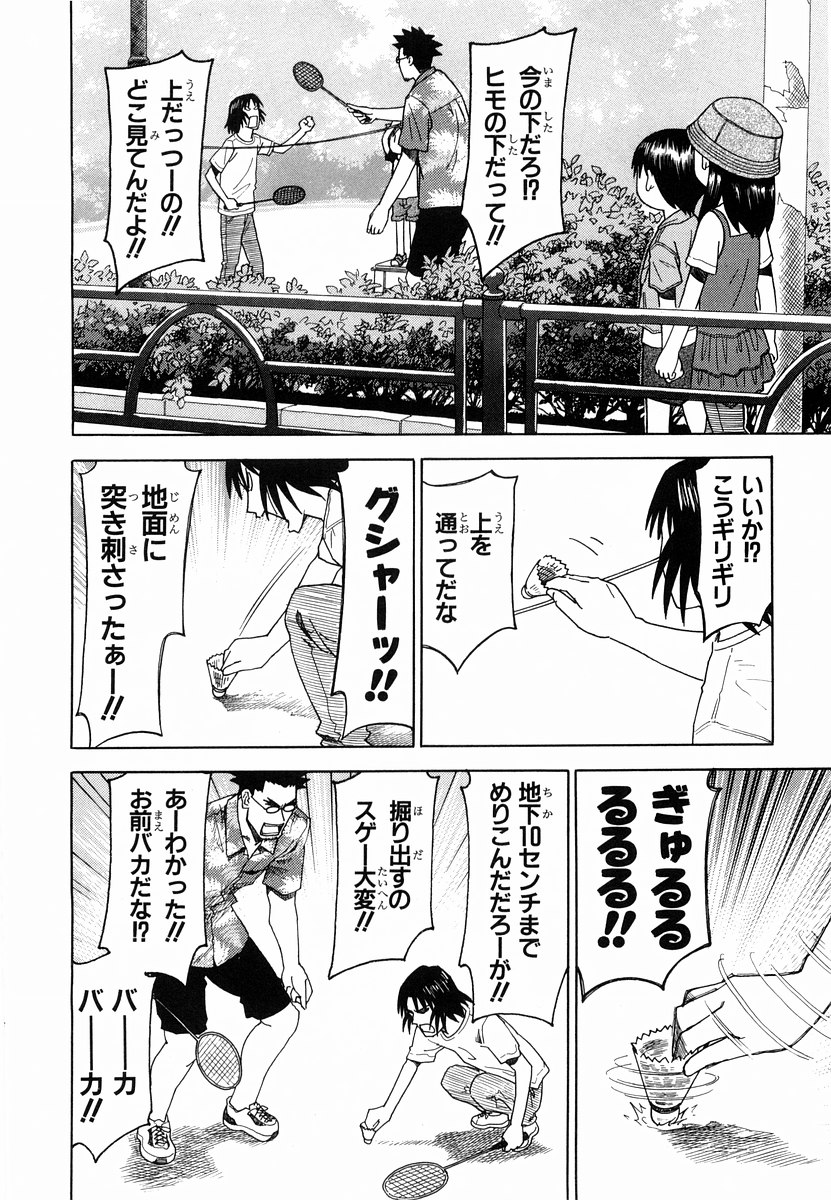 今の下だろ!?
ヒモの下だって!!
上だっつーの!!
どこ見てんだよ!!
いいか!?
こうギリギリ
上を
通ってだな
グシャーッ!!
地面に
突き刺さったぁー!!
ぎゅるる
るるる!!
地下10センチまで
めりこんだだろーが!!
掘り出すの
スゲー大変!!
あーわかった!!
お前バカだな!?
バーーカ
バーーカ!!